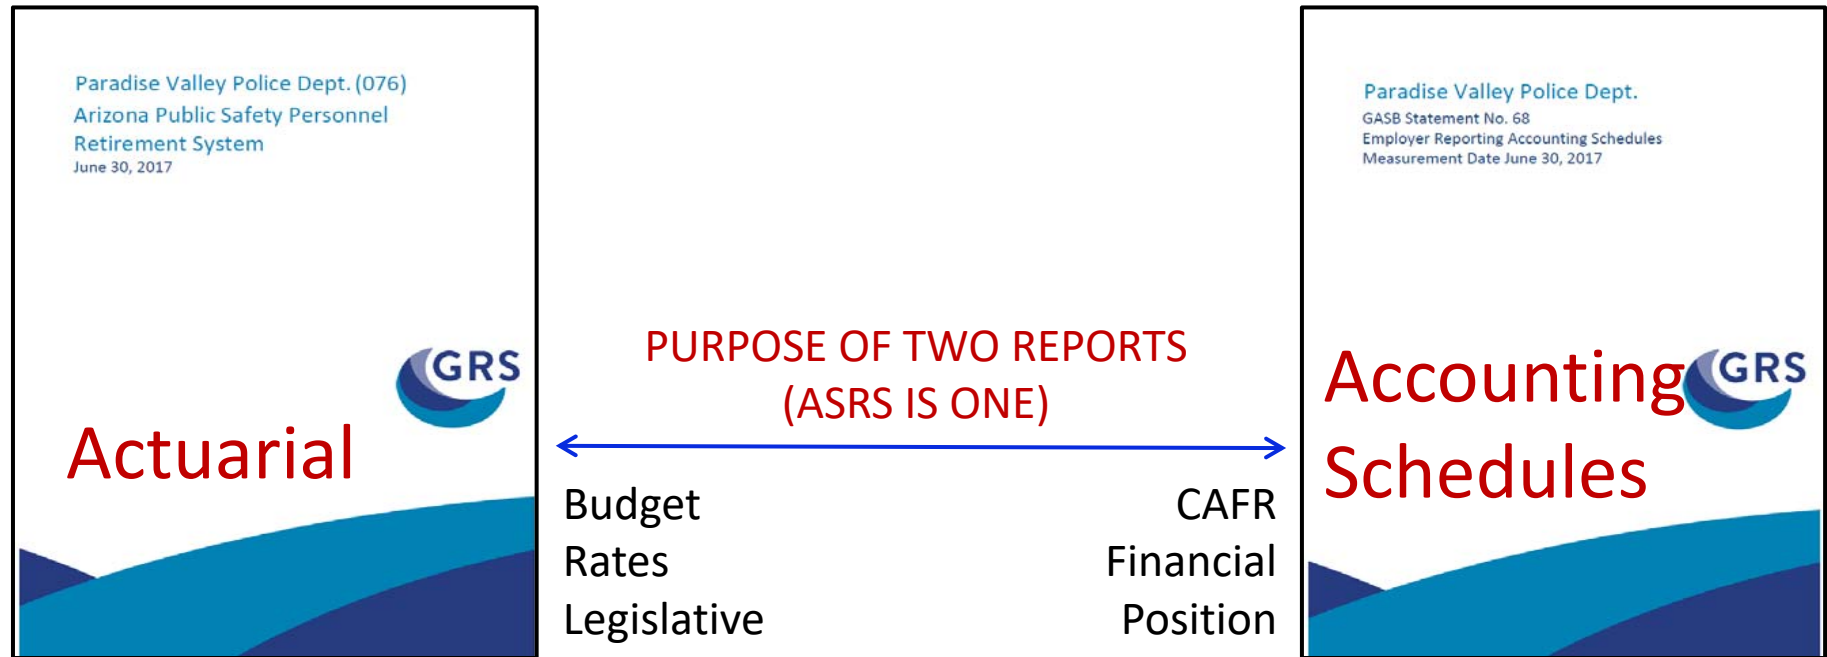 Paradise Valley Police Dept. (076)
Arizona Public Safety Personnel
Retirement System
June 30, 2017
GRS
Actuarial
PURPOSE OF TWO REPORTS
(ASRS IS ONE)
Budget
Rates
Legislative
CAFR
Financial
Position
Paradise Valley Police Dept.
GASB Statement No. 68
Employer Reporting Accounting Schedules
Measurement Date June 30, 2017
GRS
Accounting
Schedules